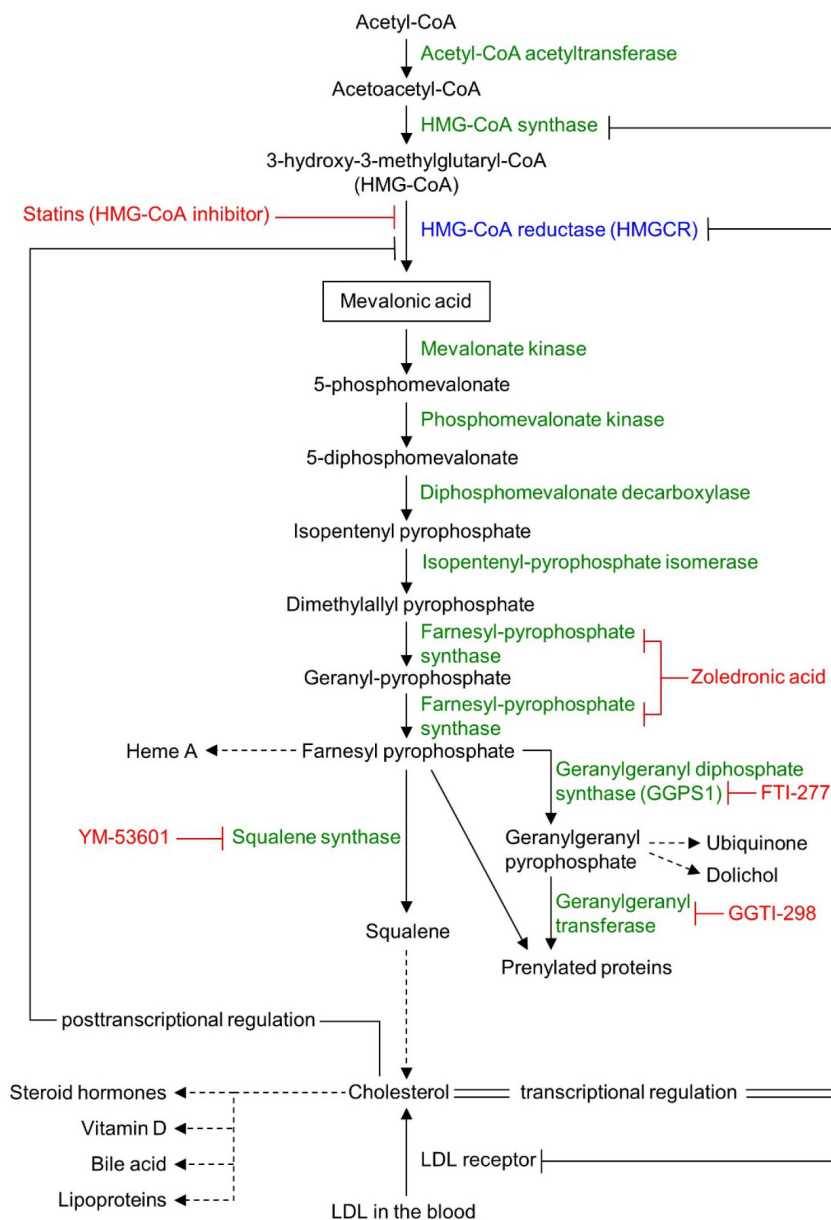 Acetyl-CoA
Acetyl-CoA acetyltransferase
Acetoacetyl-CoA
HMG-CoA synthase
3-hydroxy-3-methylglutaryl-CoA
(HMG-CoA)
Statins (HMG-CoA inhibitor)
HMG-CoA reductase (HMGCR)
Mevalonic acid
Mevalonate kinase
5-phosphomevalonate
Phosphomevalonate kinase
5-diphosphomevalonate
Diphosphomevalonate decarboxylase
Isopentenyl pyrophosphate
Isopentenyl-pyrophosphate isomerase
Dimethylallyl pyrophosphate
Farnesyl-pyrophosphate
synthase
Zoledronic acid
Geranyl-pyrophosphate
Farnesyl-pyrophosphate
synthase
Heme A
Farnesyl pyrophosphate
Geranylgeranyl diphosphate
synthase (GGPS1)
FTI-277
YM-53601
Squalene synthase
Geranylgeranyl
pyrophosphate
Ubiquinone
Dolichol
Geranylgeranyl
transferase
GGTI-298
Squalene
Prenylated proteins
posttranscriptional regulation
Steroid hormones
Cholesterol
transcriptional regulation
Vitamin D
Bile acid
LDL receptor
Lipoproteins
LDL in the blood